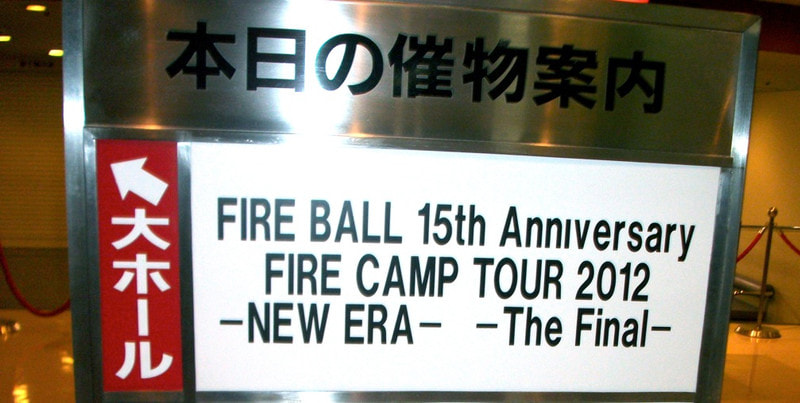 本日の催物案内
大ホール
FIRE BALL 15th Anniversary
FIRE CAMP TOUR 2012
－NEW ERA－　－The Final－